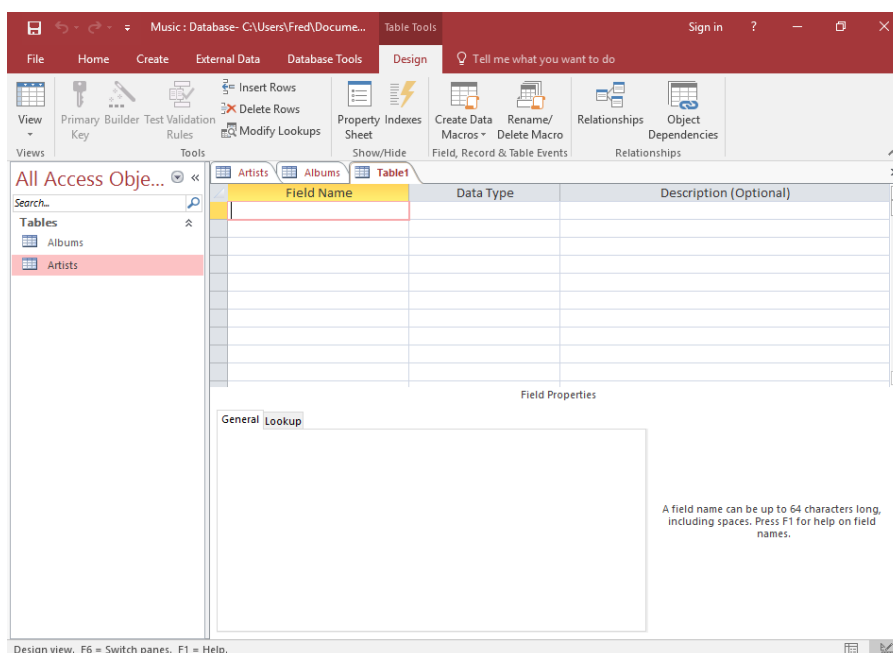 Music : Database- C:\Users\Fred\Docume... Table Tools Sign in ?
File Home Create External Data Database Tools Design Tell me what you want to do
View
Views
Primary Key
Builder
Test Validation Rules
Insert Rows
Delete Rows
Modify Lookups
Tools
Property Sheet
Indexes
Show/Hide
Create Data Macros
Rename/ Delete Macro
Field, Record & Table Events
Relationships
Object Dependencies
Relationships
All Access Obje...
Search...
Tables
Albums
Artists
Artists Albums Table1
Field Name Data Type Description (Optional)
Field Properties
General Lookup
A field name can be up to 64 characters long,
including spaces. Press F1 for help on field
names.
Design view. F6 = Switch panes. F1 = Help.